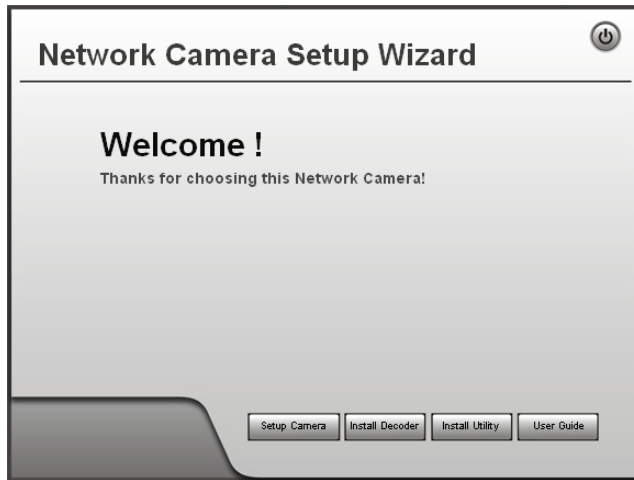 Network Camera Setup Wizard
Welcome !
Thanks for choosing this Network Camera!
Setup Camera Install Decoder Install Utility User Guide